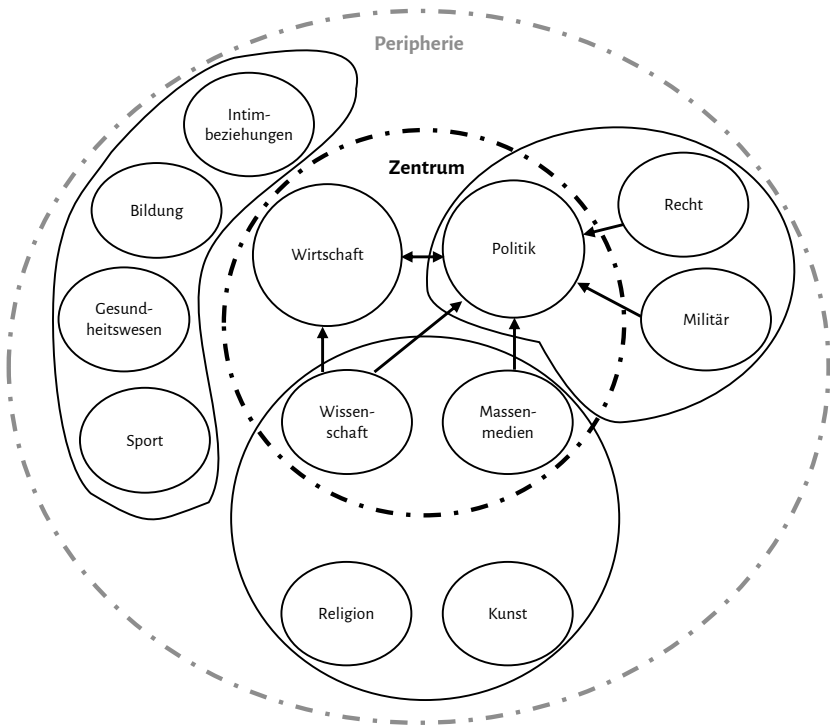 Peripherie
Intim-
beziehungen
Zentrum
Bildung
Recht
Wirtschaft
Politik
Gesund-
heitswesen
Militär
Wissen-
schaft
Massen-
medien
Sport
Religion
Kunst